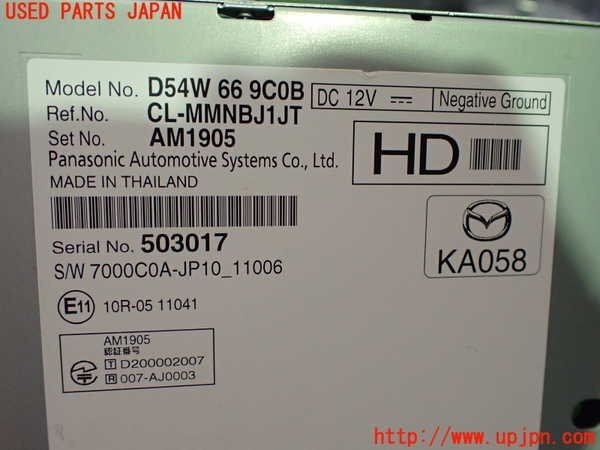 USED PARTS JAPAN
Model No. D54W 66 9C0B
DC 12V
Negative Ground
Ref.No. CL-MMNBJ1JT
Set No. AM1905
Panasonic Automotive Systems Co., Ltd.
MADE IN THAILAND
HD
Serial No. 503017
S/W 7000C0A-JP10_11006
KA058
E11 10R-05 11041
AM1905
認証番号
T D200002007
R 007-AJ0003
http://www.upjpn.com/